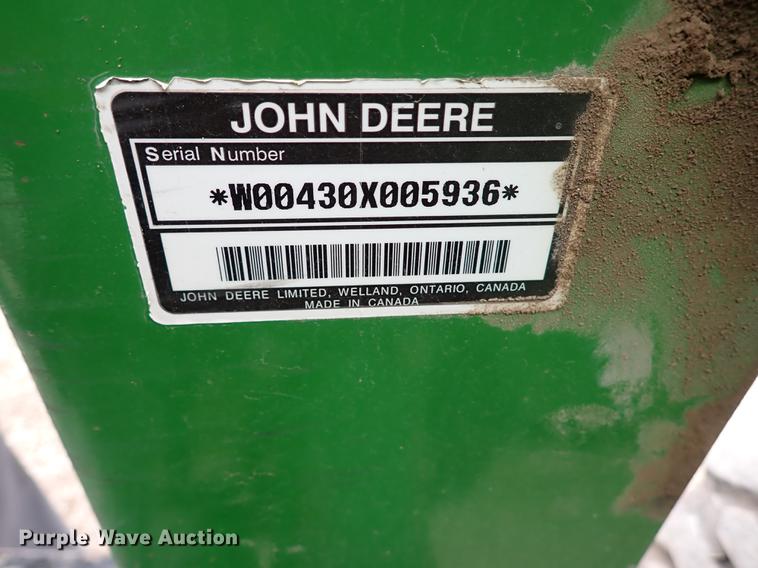 JOHN DEERE
Serial Number
*W00430X005936*
JOHN DEERE LIMITED, WELLAND, ONTARIO, CANADA
MADE IN CANADA
Purple Wave Auction